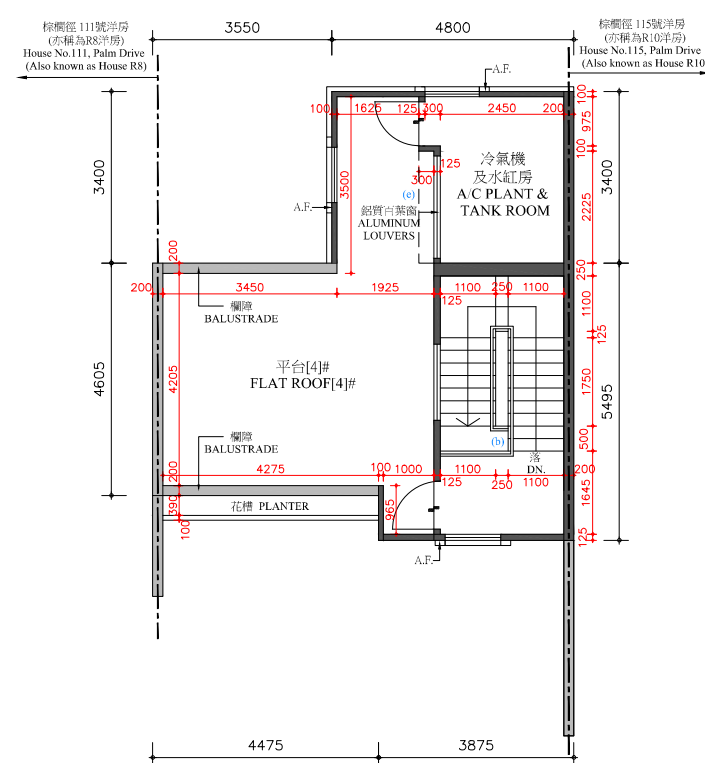 3550
4800
棕櫚徑 111號洋房
(亦稱為R8洋房)
House No.111, Palm Drive
(Also known as House R8)
棕櫚徑 115號洋房
(亦稱為R10洋房)
House No.115, Palm Drive
(Also known as House R10
A.F.
100
1625
125
300
2450
200
100
975
100
3400
3500
125
300
(e)
冷氣機
及水缸房
A/C PLANT &
TANK ROOM
2225
3400
A.F.
鋁質百葉窗
ALUMINUM
LOUVERS
200
250
200
3450
1925
125
1100
250
1100
1100
欄障
BALUSTRADE
125
4605
4205
平台[4]#
FLAT ROOF[4]#
1750
5495
欄障
BALUSTRADE
(b)
500
落
DN.
200
4275
100
1000
125
1100
250
1100
200
390
花槽 PLANTER
965
1645
100
125
A.F.
4475
3875